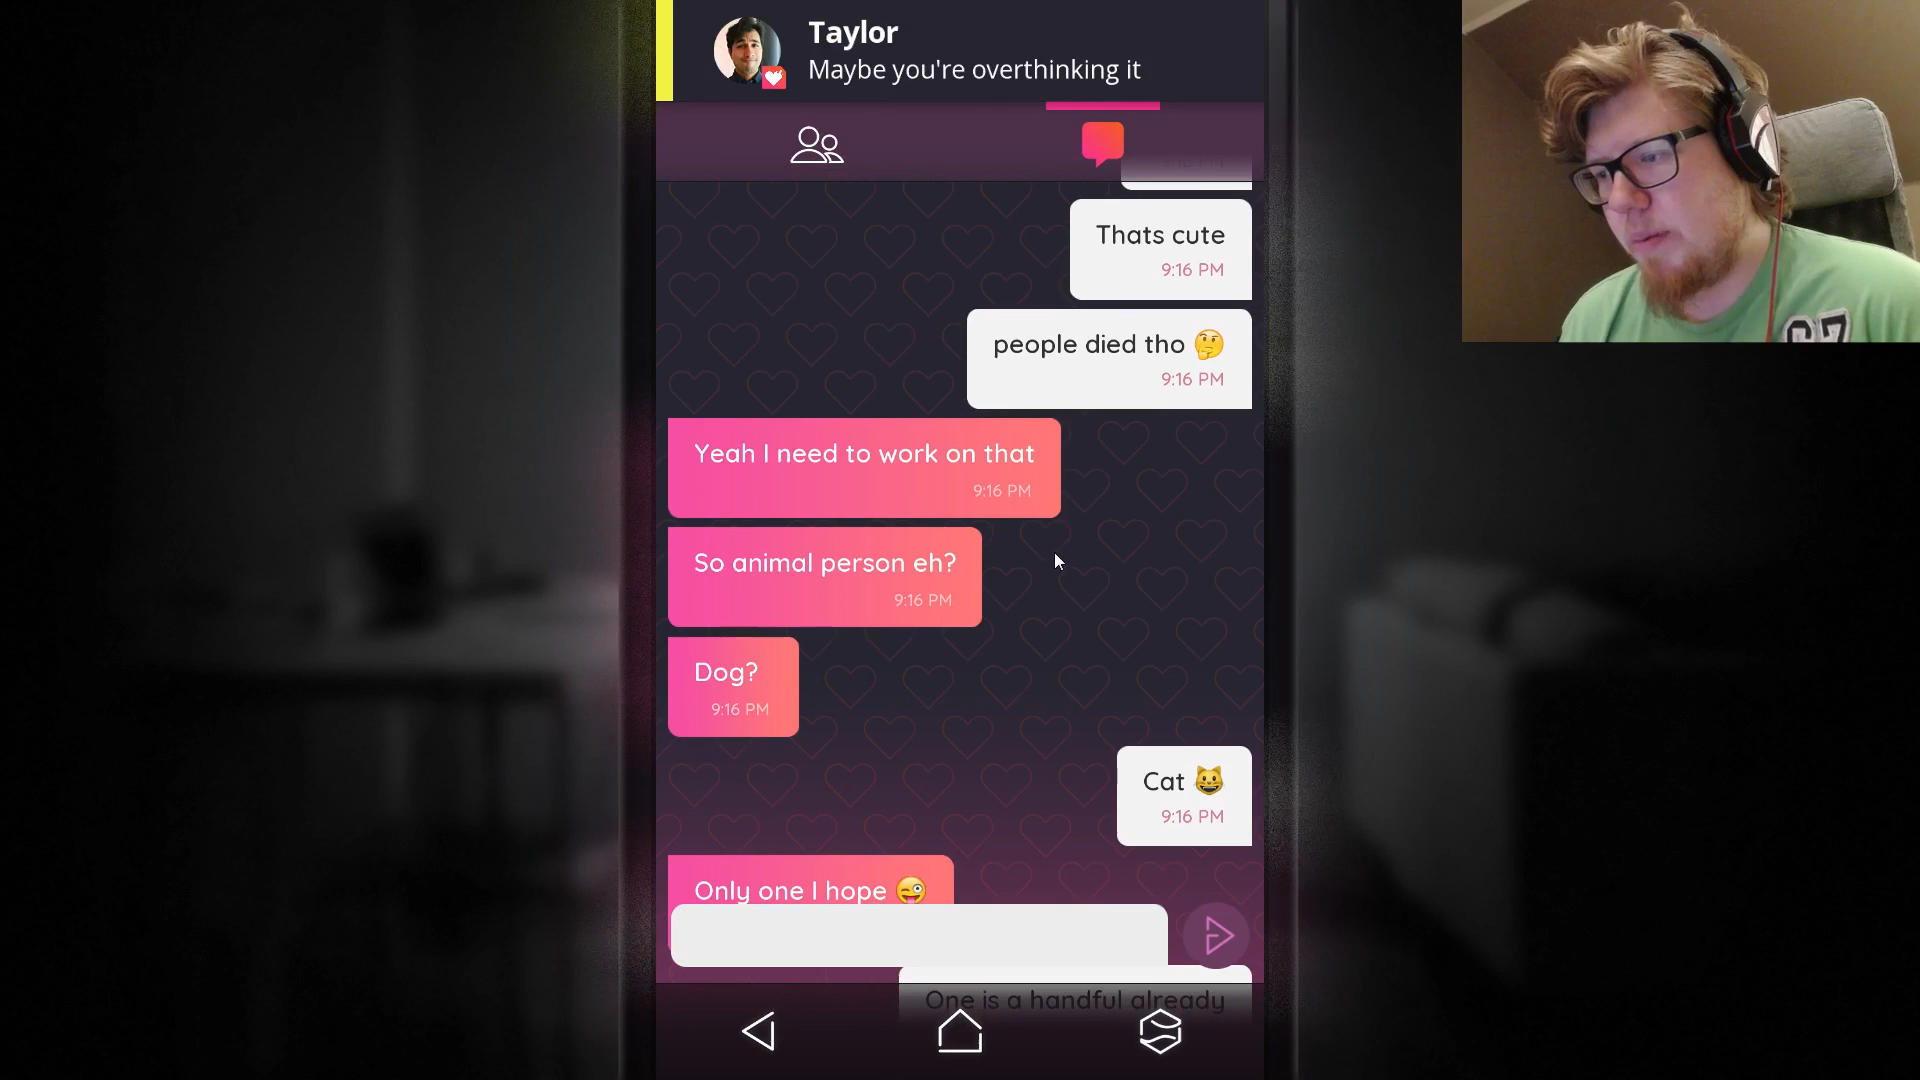 Taylor
Maybe you're overthinking it
Thats cute
9:16 PM
people died tho 🤔
9:16 PM
Yeah I need to work on that
9:16 PM
So animal person eh?
9:16 PM
Dog?
9:16 PM
Cat 😺
9:16 PM
Only one I hope 😜
One is a handful already